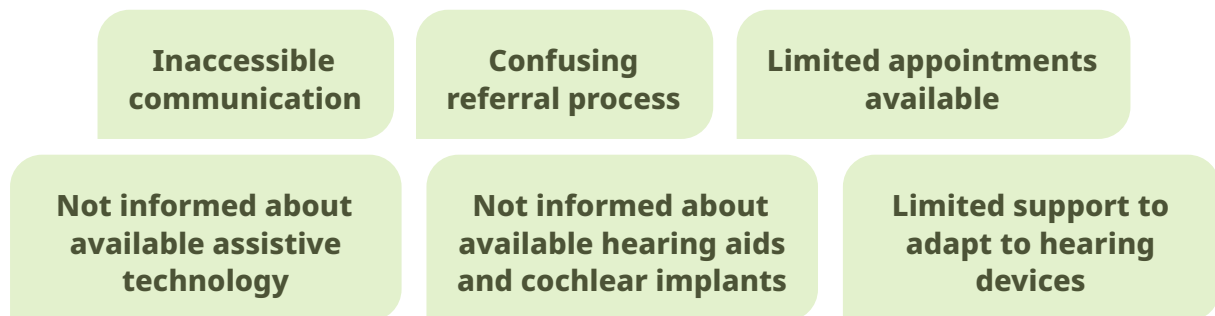 Inaccessible
communication
Confusing
referral process
Limited appointments
available
Not informed about
available assistive
technology
Not informed about
available hearing aids
and cochlear implants
Limited support to
adapt to hearing
devices